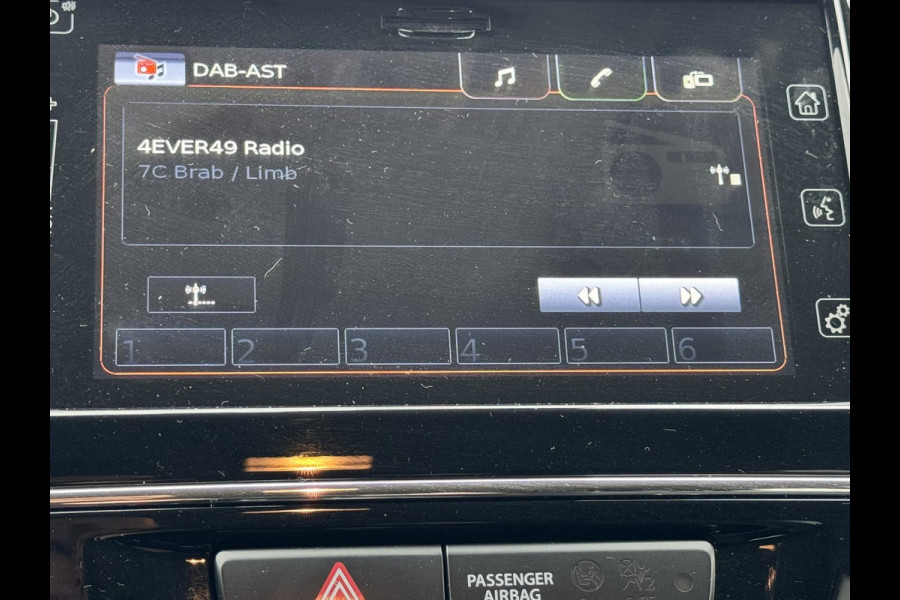 DAB-AST
4EVER49 Radio
7C Brab / Limb
1 2 3 4 5 6
PASSENGER
AIRBAG